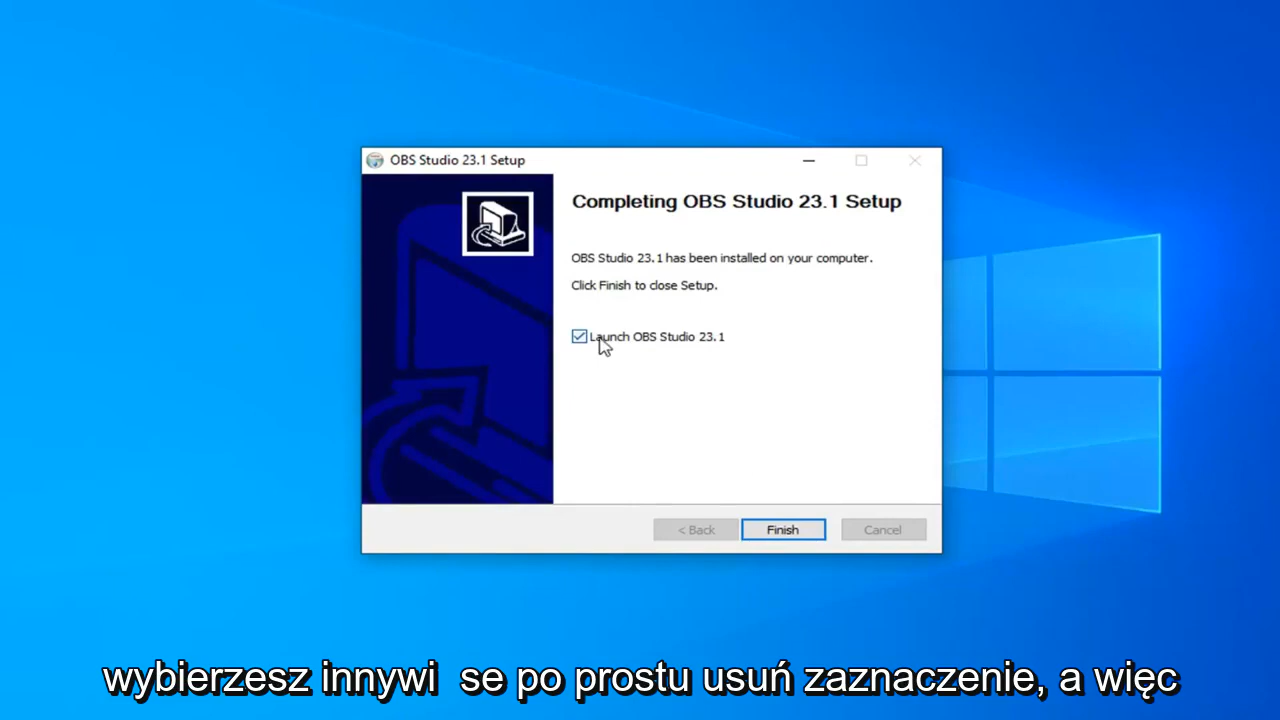 OBS Studio 23.1 Setup
Completing OBS Studio 23.1 Setup
OBS Studio 23.1 has been installed on your computer.
Click Finish to close Setup.
Launch OBS Studio 23.1
< Back
Finish
Cancel
wybierzesz innywi se po prostu usuń zaznaczenie, a więc